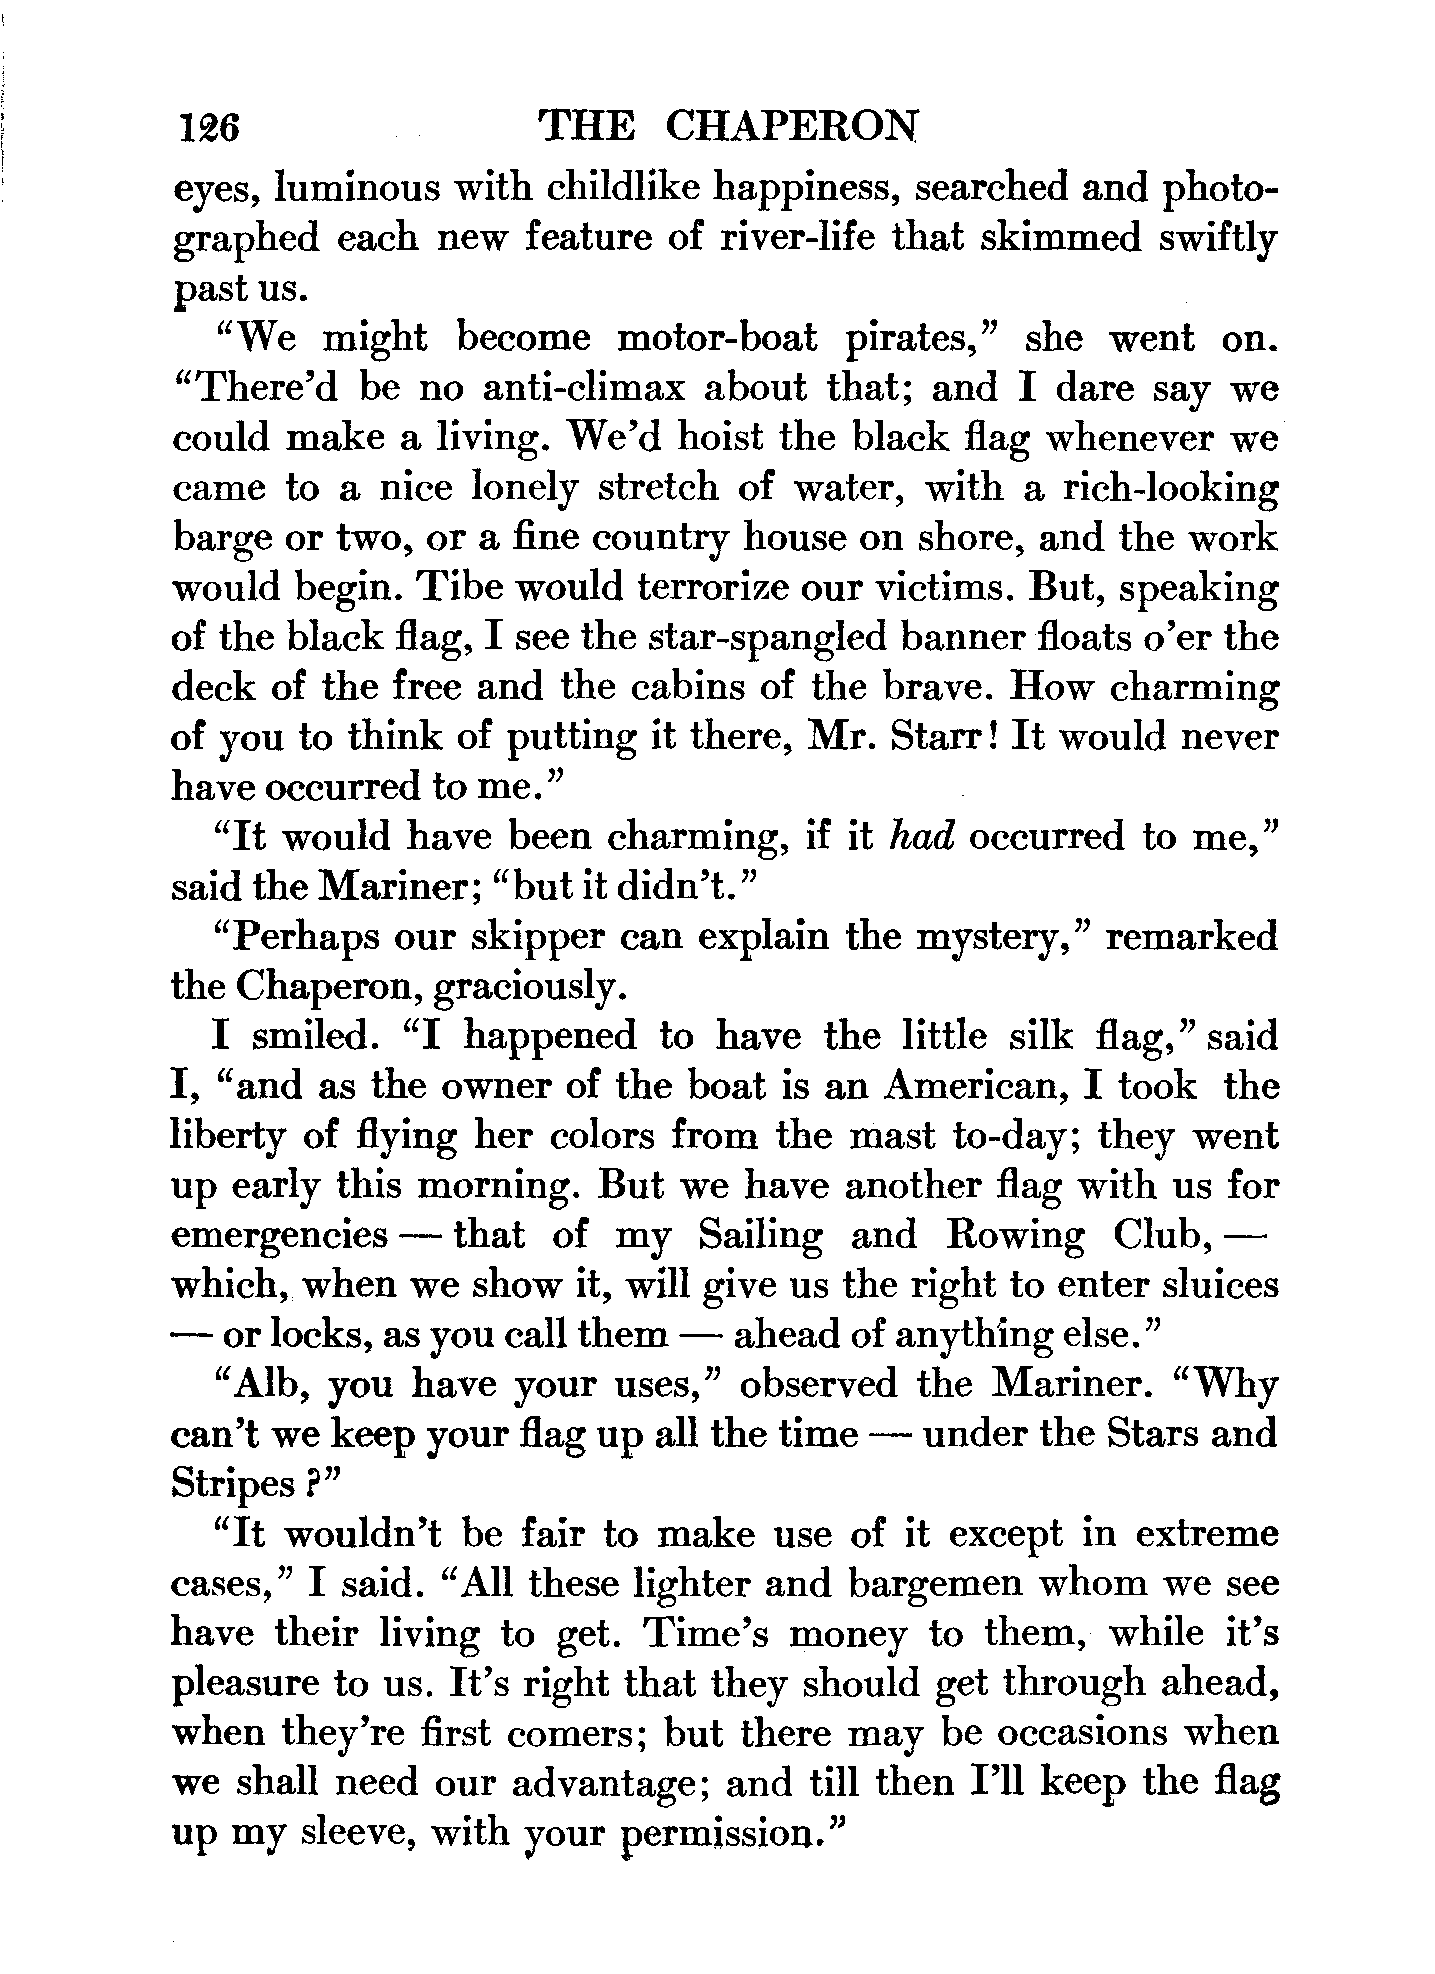 126 THE CHAPERON
eyes, luminous with childlike happiness, searched and photo-
graphed each new feature of river-life that skimmed swiftly
past us.
“We might become motor-boat pirates,” she went on.
“There’d be no anti-climax about that; and I dare say we
could make a living. We’d hoist the black flag whenever we
came to a nice lonely stretch of water, with a rich-looking
barge or two, or a fine country house on shore, and the work
would begin. Tibe would terrorize our victims. But, speaking
of the black flag, I see the star-spangled banner floats o’er the
deck of the free and the cabins of the brave. How charming
of you to think of putting it there, Mr. Starr! It would never
have occurred to me.”
“It would have been charming, if it had occurred to me,”
said the Mariner; “but it didn’t.”
“Perhaps our skipper can explain the mystery,” remarked
the Chaperon, graciously.
I smiled. “I happened to have the little silk flag,” said
I, “and as the owner of the boat is an American, I took the
liberty of flying her colors from the mast to-day; they went
up early this morning. But we have another flag with us for
emergencies — that of my Sailing and Rowing Club, —
which, when we show it, will give us the right to enter sluices
— or locks, as you call them — ahead of anything else.”
“Alb, you have your uses,” observed the Mariner. “Why
can’t we keep your flag up all the time — under the Stars and
Stripes?”
“It wouldn’t be fair to make use of it except in extreme
cases,” I said. “All these lighter and bargemen whom we see
have their living to get. Time’s money to them, while it’s
pleasure to us. It’s right that they should get through ahead,
when they’re first comers; but there may be occasions when
we shall need our advantage; and till then I’ll keep the flag
up my sleeve, with your permission.”